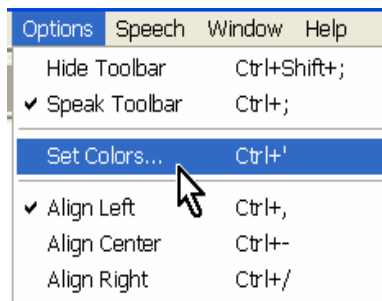 Options Speech Window Help
Hide Toolbar Ctrl+Shift+;
✔ Speak Toolbar Ctrl+;
Set Colors... Ctrl+'
✔ Align Left Ctrl+,
Align Center Ctrl+-
Align Right Ctrl+/